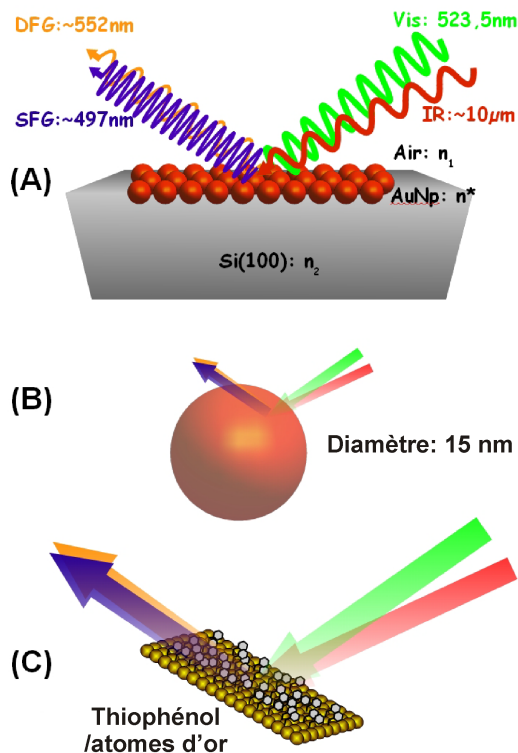 DFG:~552nm
Vis: 523,5nm
SFG:~497nm
IR:~10µm
Air: n1
(A)
AuNp: n*
Si(100): n2
(B)
Diamètre: 15 nm
(C)
Thiophénol
/atomes d'or